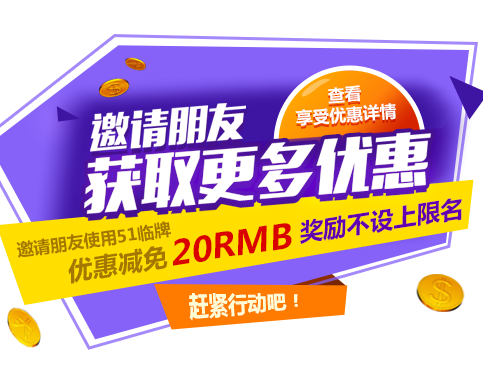 查看
享受优惠详情
邀请朋友
获取更多优惠
邀请朋友使用51临牌
优惠减免 20RMB 奖励不设上限名
赶紧行动吧！